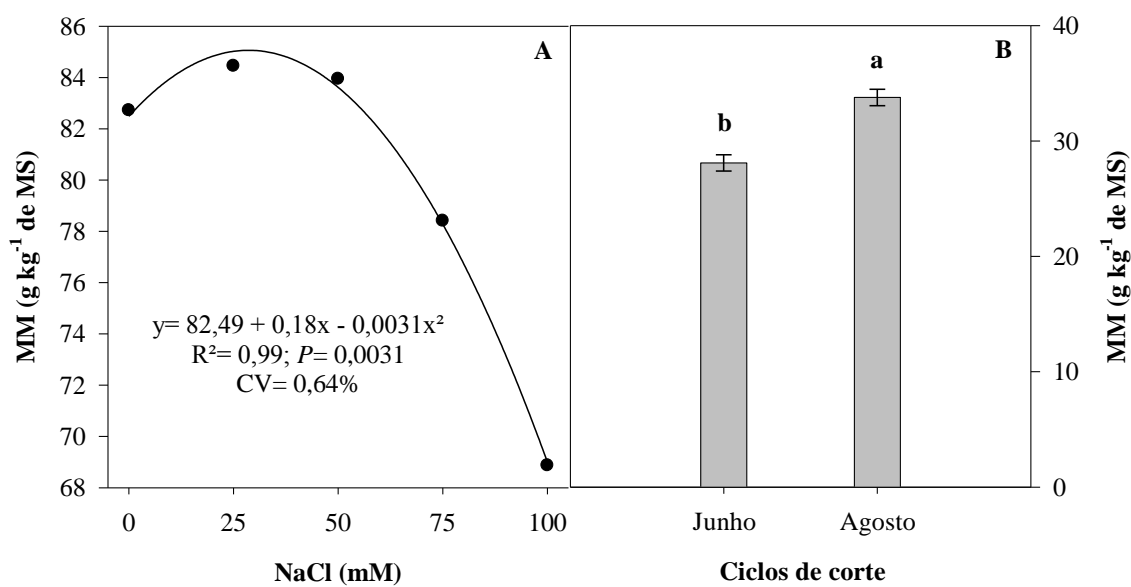 MM (g kg⁻¹ de MS)
86
84
82
80
78
76
74
72
70
68
A
y= 82,49 + 0,18x - 0,0031x²
R²= 0,99; P= 0,0031
CV= 0,64%
0 25 50 75 100
NaCl (mM)
B
b
a
Junho Agosto
Ciclos de corte
40
30
20
10
0
MM (g kg⁻¹ de MS)